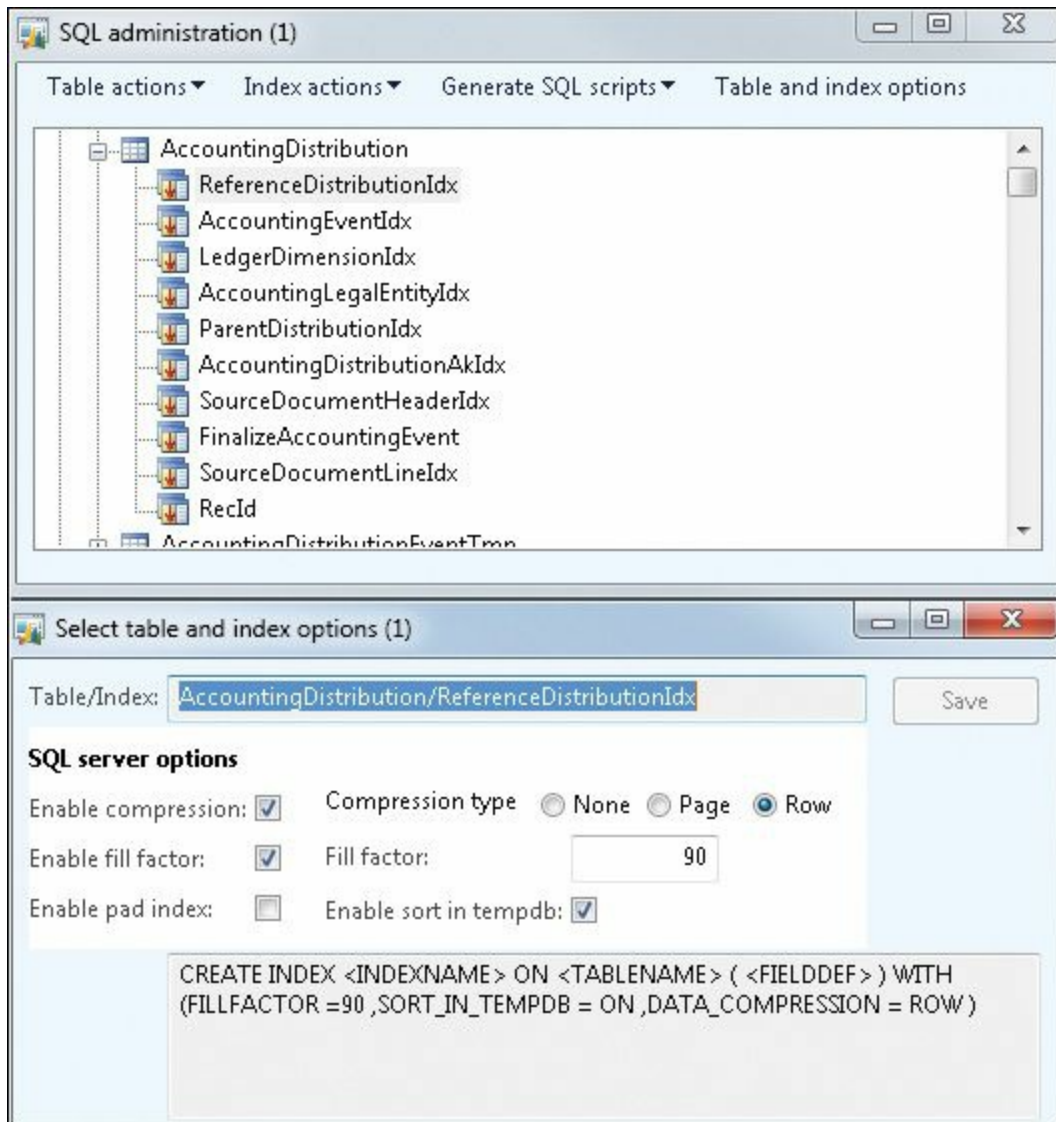 SQL administration (1)
Table actions Index actions Generate SQL scripts Table and index options
AccountingDistribution
ReferenceDistributionIdx
AccountingEventIdx
LedgerDimensionIdx
AccountingLegalEntityIdx
ParentDistributionIdx
AccountingDistributionAkIdx
SourceDocumentHeaderIdx
FinalizeAccountingEvent
SourceDocumentLineIdx
RecId
AccountingDistributionEventTmp
Select table and index options (1)
Table/Index: AccountingDistribution/ReferenceDistributionIdx Save
SQL server options
Enable compression: Compression type None Page Row
Enable fill factor: Fill factor: 90
Enable pad index: Enable sort in tempdb:
CREATE INDEX <INDEXNAME> ON <TABLENAME> ( <FIELDDEF> ) WITH
(FILLFACTOR =90 ,SORT_IN_TEMPDB = ON ,DATA_COMPRESSION = ROW )